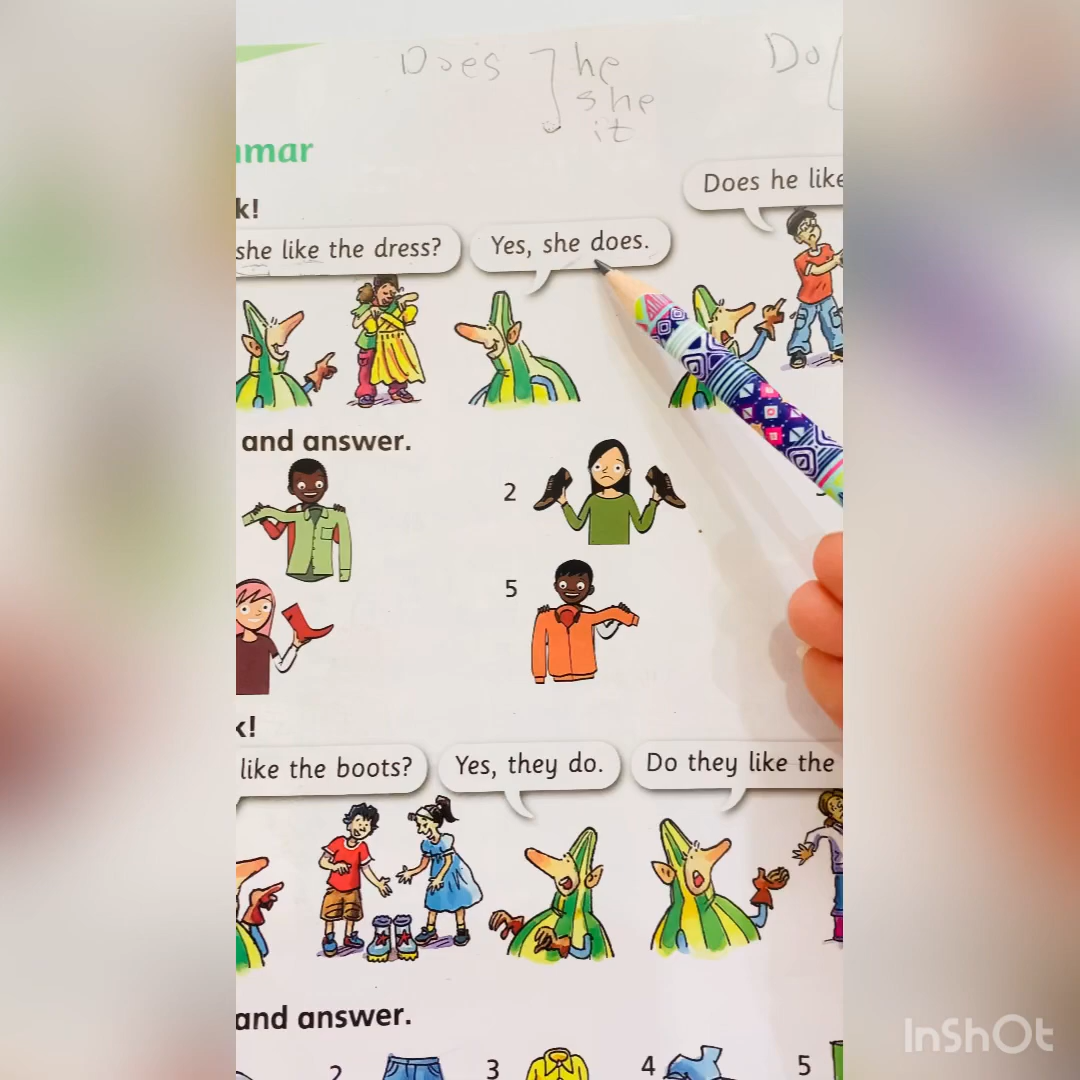 Does he
she
it
Do
mmar
k!
she like the dress?
Yes, she does.
Does he like
and answer.
2
5
k!
like the boots?
Yes, they do.
Do they like the
and answer.
2
3
4
5
InShOt